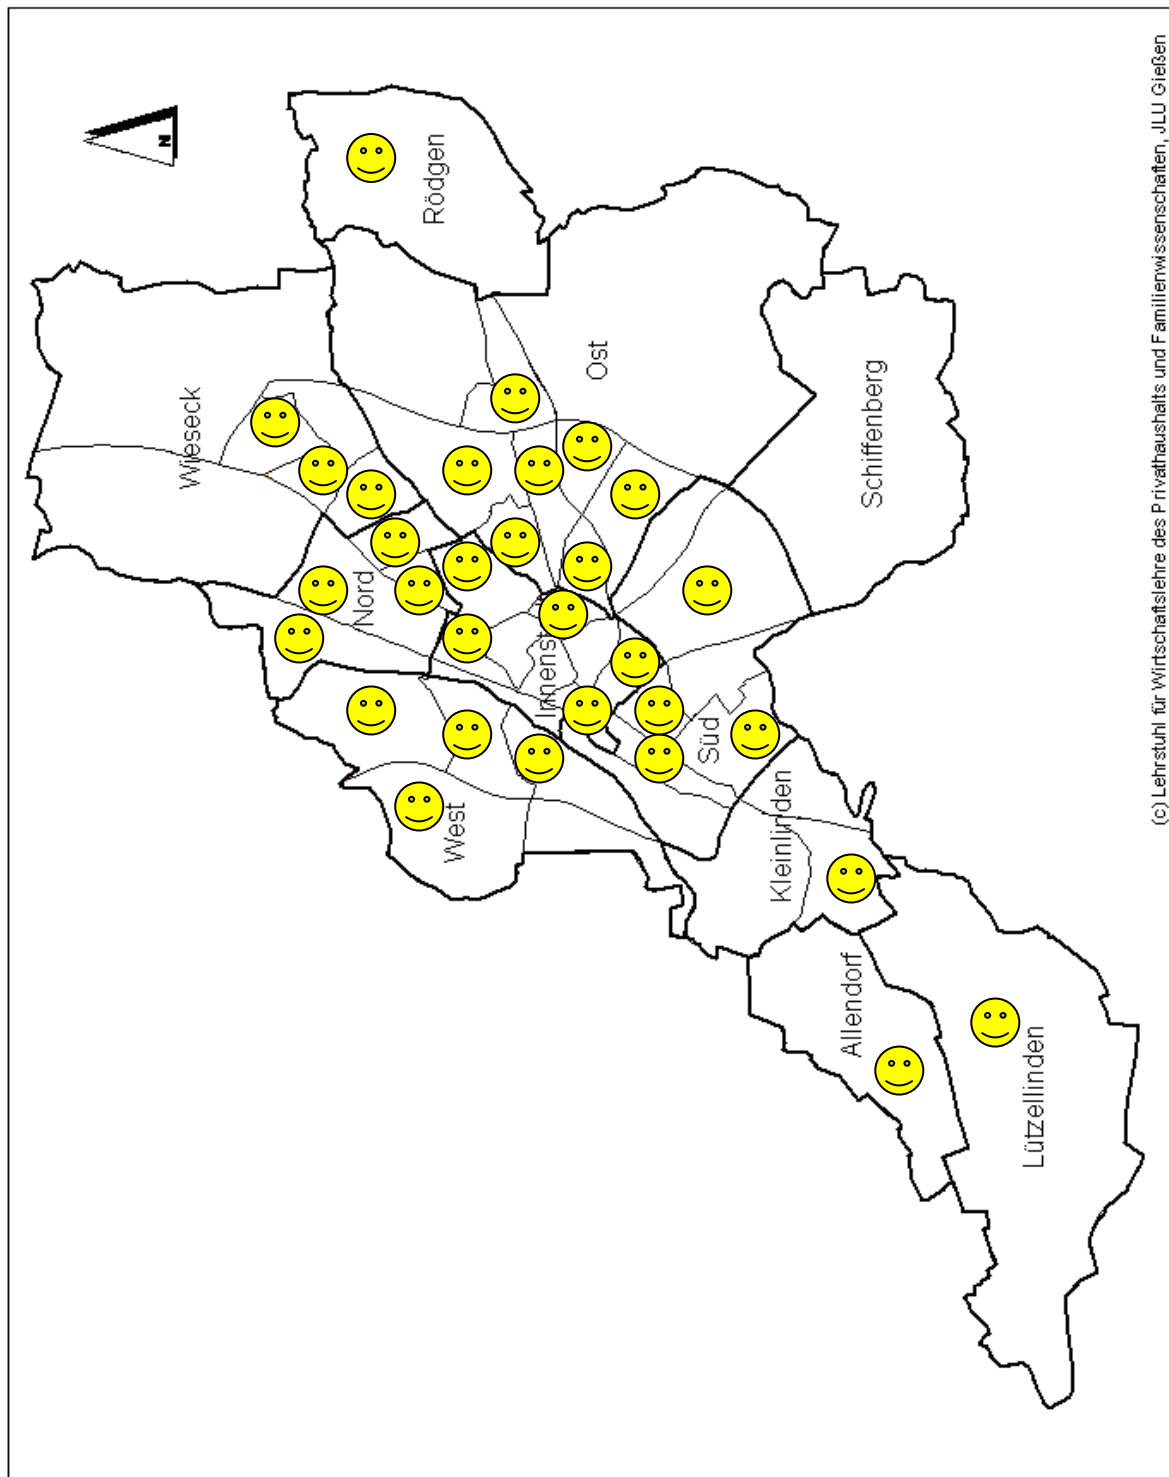 N
Rödgen
Wieseck
Ost
Nord
Schiffenberg
Innenst
Süd
West
Kleinlinden
Allendorf
Lützellinden
(c) Lehrstuhl für Wirtschaftslehre des Privathaushalts und Familienwissenschaften, JLU Gießen